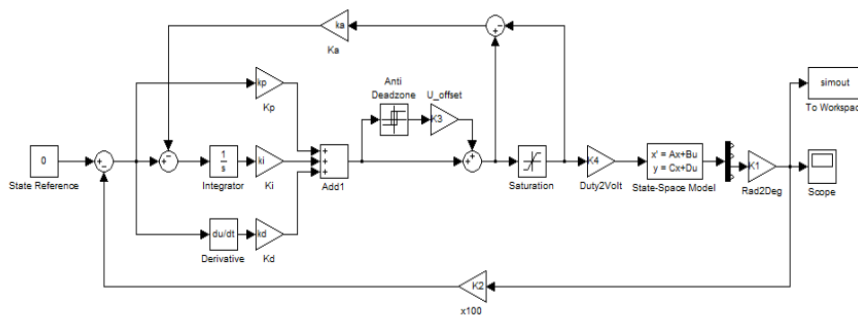 ka
Ka
kp
Kp
Anti
Deadzone
U_offset
K3
simout
To Workspace
0
State Reference
1
s
Integrator
ki
Ki
Add1
Saturation
K4
Duty2Volt
x' = Ax+Bu
y = Cx+Du
State-Space Model
K1
Rad2Deg
Scope
du/dt
Derivative
kd
Kd
K2
x100